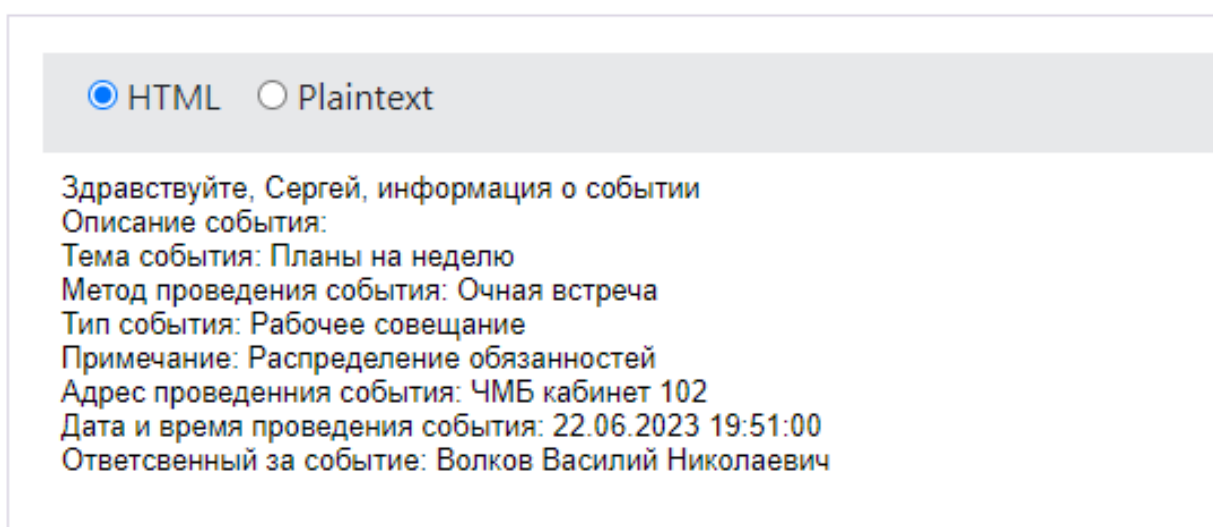 HTML Plaintext
Здравствуйте, Сергей, информация о событии
Описание события:
Тема события: Планы на неделю
Метод проведения события: Очная встреча
Тип события: Рабочее совещание
Примечание: Распределение обязанностей
Адрес проведенния события: ЧМБ кабинет 102
Дата и время проведения события: 22.06.2023 19:51:00
Ответсвенный за событие: Волков Василий Николаевич